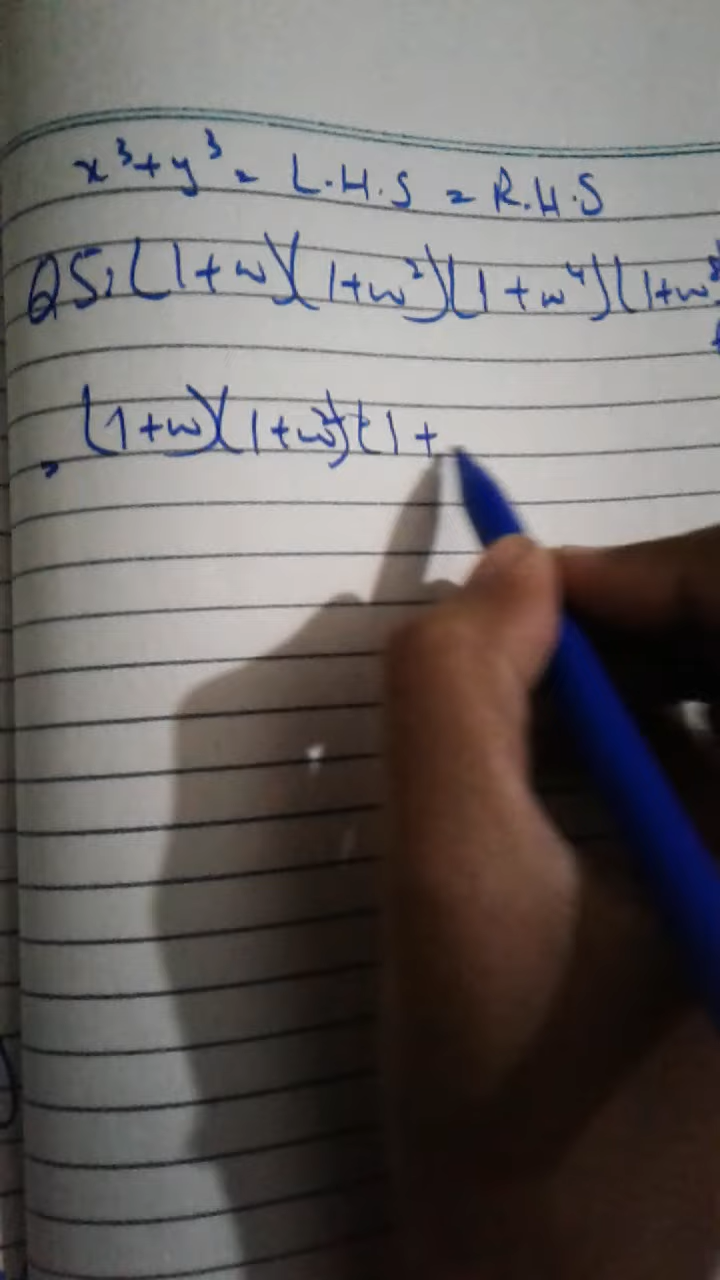 x³+y³ = L.H.S = R.H.S
Q5: (1+w)(1+w²)(1+w⁴)(1+w⁸
= (1+w)(1+w²)(1+